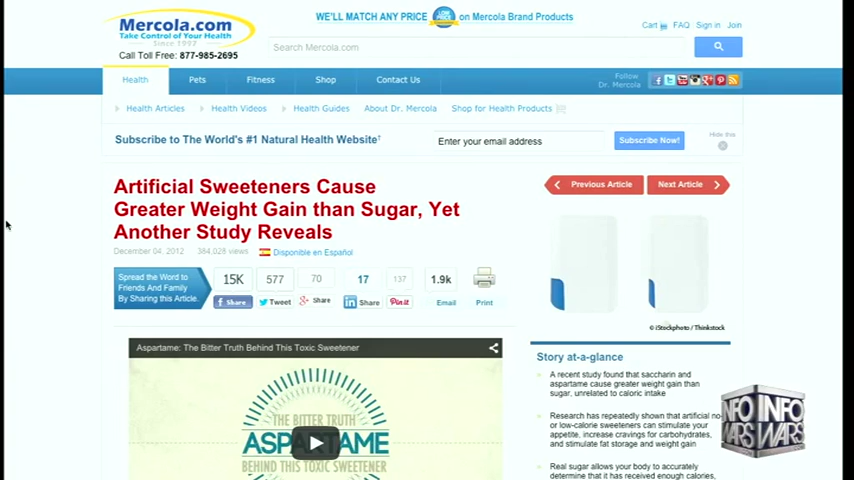 Mercola.com
Take Control of Your Health
Since 1997
Call Toll Free: 877-985-2695
WE'LL MATCH ANY PRICE on Mercola Brand Products
Cart FAQ Sign in Join
Search Mercola.com
Health Pets Fitness Shop Contact Us
Follow
Dr. Mercola
Health Articles Health Videos Health Guides About Dr. Mercola Shop for Health Products
Subscribe to The World's #1 Natural Health Website†
Enter your email address
Subscribe Now!
Hide this
Artificial Sweeteners Cause
Greater Weight Gain than Sugar, Yet
Another Study Reveals
December 04, 2012 384,028 views Disponible en Español
Previous Article Next Article
Spread the Word to
Friends And Family
By Sharing this Article.
15K 577 70 17 137 1.9k
Share Tweet Share Share Pin it Email Print
© iStockphoto / Thinkstock
Aspartame: The Bitter Truth Behind This Toxic Sweetener
THE BITTER TRUTH
ASPARTAME
BEHIND THIS TOXIC SWEETENER
Story at-a-glance
A recent study found that saccharin and
aspartame cause greater weight gain than
sugar, unrelated to caloric intake
Research has repeatedly shown that artificial no-
or low-calorie sweeteners can stimulate your
appetite, increase cravings for carbohydrates,
and stimulate fat storage and weight gain
Real sugar allows your body to accurately
determine that it has received enough calories,
INFO
WARS
INFO
WARS